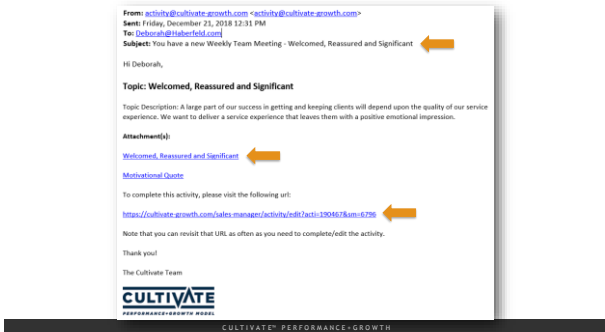 From: activity@cultivate-growth.com <activity@cultivate-growth.com>
Sent: Friday, December 21, 2018 12:31 PM
To: Deborah@Haberfeld.com
Subject: You have a new Weekly Team Meeting - Welcomed, Reassured and Significant
Hi Deborah,
Topic: Welcomed, Reassured and Significant
Topic Description: A large part of our success in getting and keeping clients will depend upon the quality of our service
experience. We want to deliver a service experience that leaves them with a positive emotional impression.
Attachment(s):
Welcomed, Reassured and Significant
Motivational Quote
To complete this activity, please visit the following url:
https://cultivate-growth.com/sales-manager/activity/edit?acti=190467&sm=6796
Note that you can revisit that URL as often as you need to complete/edit the activity.
Thank you!
The Cultivate Team
CULTIVATE
PERFORMANCE+GROWTH MODEL
CULTIVATE™ PERFORMANCE+GROWTH